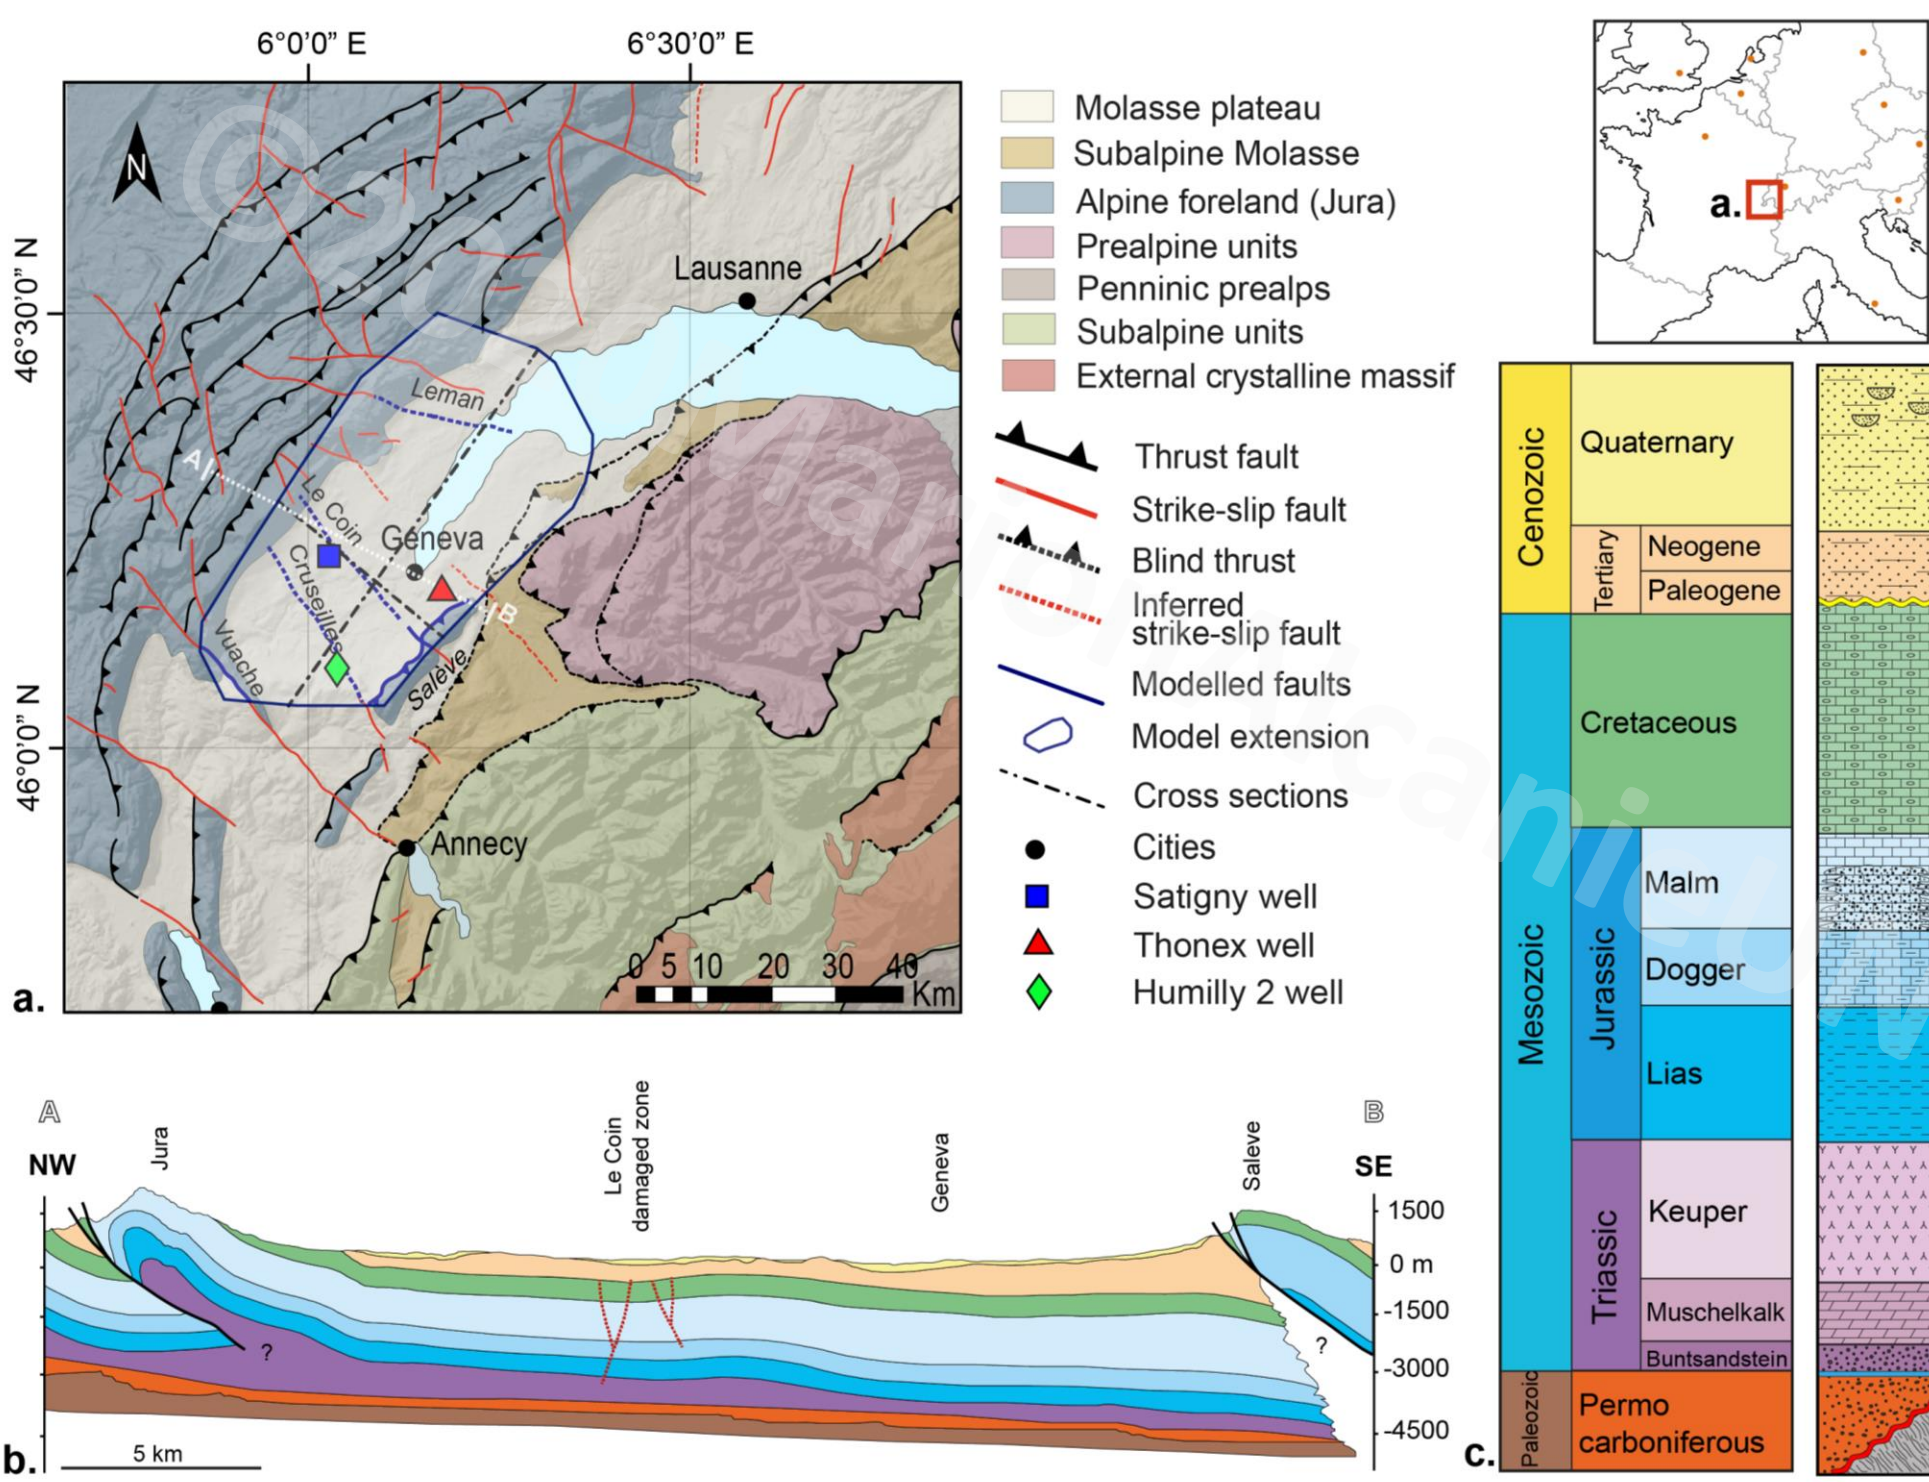 6°0'0" E
6°30'0" E
46°30'0" N
46°0'0" N
N
Lausanne
Leman
A
Le Coin
Geneva
Cruseilles
B
Vuache
Salève
Annecy
0 5 10 20 30 40
Km
a.
Molasse plateau
Subalpine Molasse
Alpine foreland (Jura)
Prealpine units
Penninic prealps
Subalpine units
External crystalline massif
Thrust fault
Strike-slip fault
Blind thrust
Inferred
strike-slip fault
Modelled faults
Model extension
Cross sections
Cities
Satigny well
Thonex well
Humilly 2 well
a.
Cenozoic
Quaternary
Tertiary
Neogene
Paleogene
Mesozoic
Cretaceous
Jurassic
Malm
Dogger
Lias
Triassic
Keuper
Muschelkalk
Buntsandstein
Paleozoic
Permo
carboniferous
c.
A
NW
Jura
Le Coin
damaged zone
Geneva
Saleve
B
SE
1500
0 m
-1500
-3000
-4500
?
?
5 km
b.